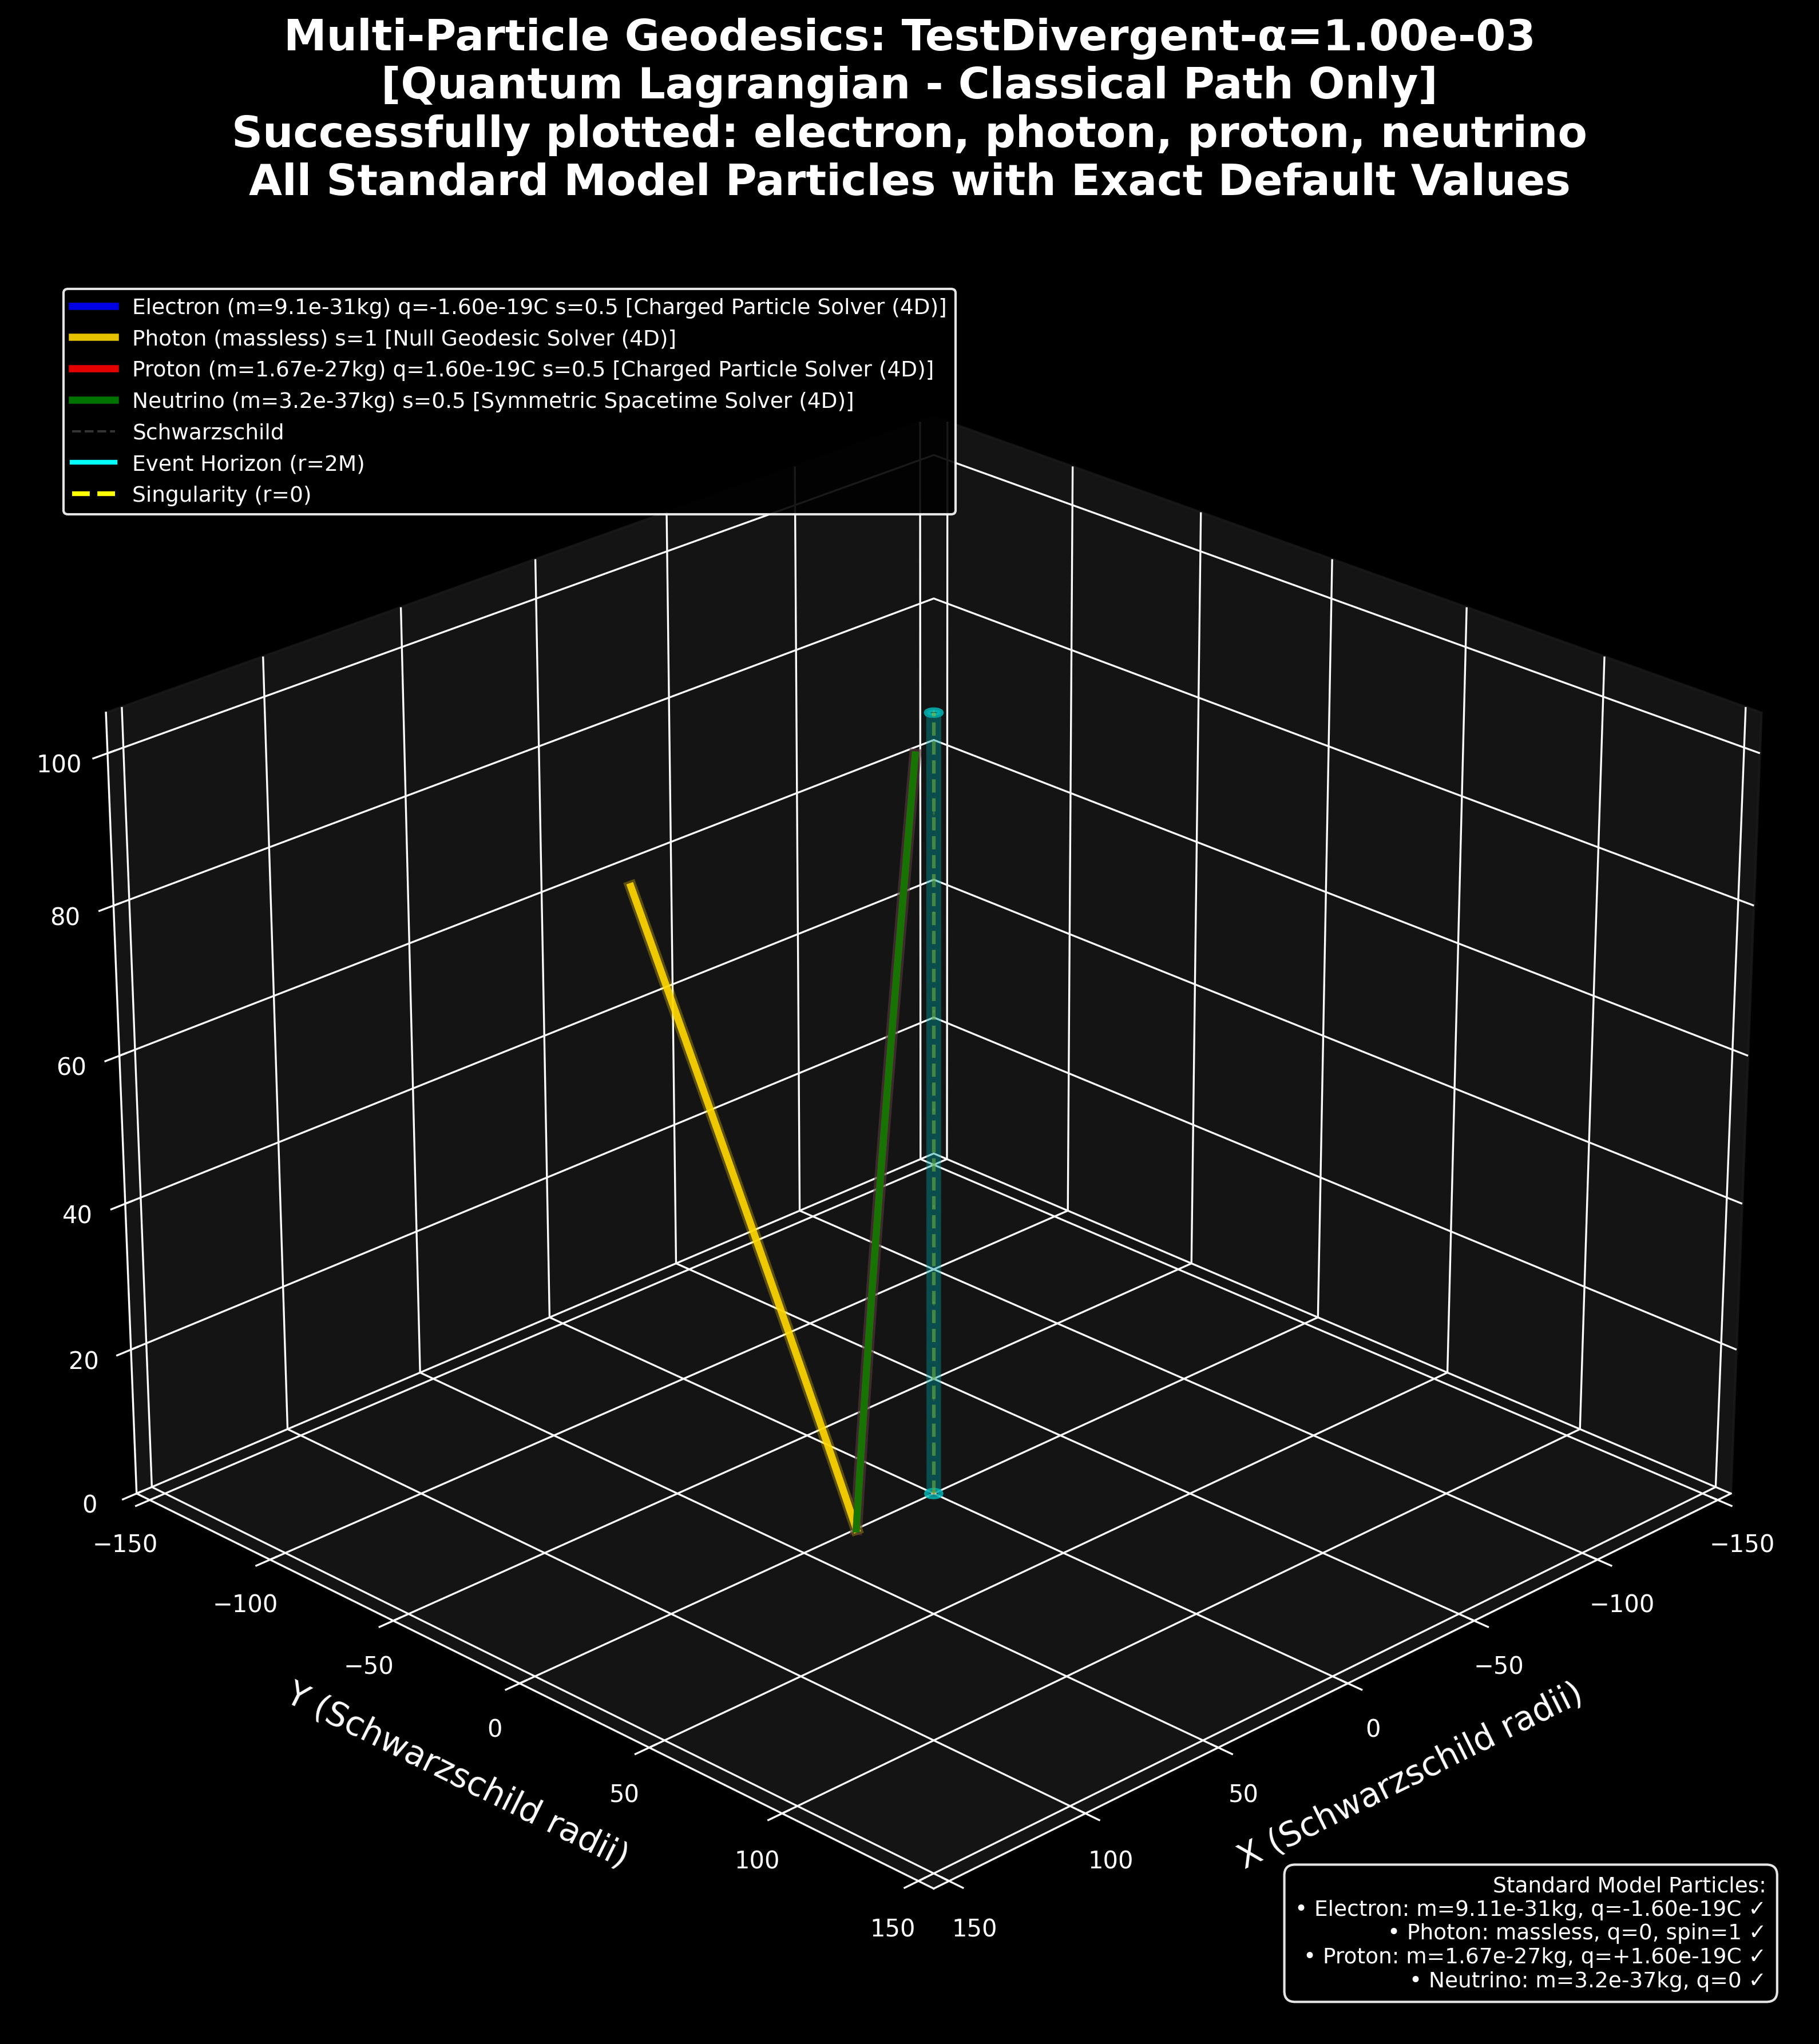 Multi-Particle Geodesics: TestDivergent-α=1.00e-03
[Quantum Lagrangian - Classical Path Only]
Successfully plotted: electron, photon, proton, neutrino
All Standard Model Particles with Exact Default Values
Electron (m=9.1e-31kg) q=-1.60e-19C s=0.5 [Charged Particle Solver (4D)]
Photon (massless) s=1 [Null Geodesic Solver (4D)]
Proton (m=1.67e-27kg) q=1.60e-19C s=0.5 [Charged Particle Solver (4D)]
Neutrino (m=3.2e-37kg) s=0.5 [Symmetric Spacetime Solver (4D)]
Schwarzschild
Event Horizon (r=2M)
Singularity (r=0)
100
80
60
40
20
0
−150
−100
−50
0
50
100
150
Y (Schwarzschild radii)
−150
−100
−50
0
50
100
150
X (Schwarzschild radii)
Standard Model Particles:
• Electron: m=9.11e-31kg, q=-1.60e-19C ✓
• Photon: massless, q=0, spin=1 ✓
• Proton: m=1.67e-27kg, q=+1.60e-19C ✓
• Neutrino: m=3.2e-37kg, q=0 ✓